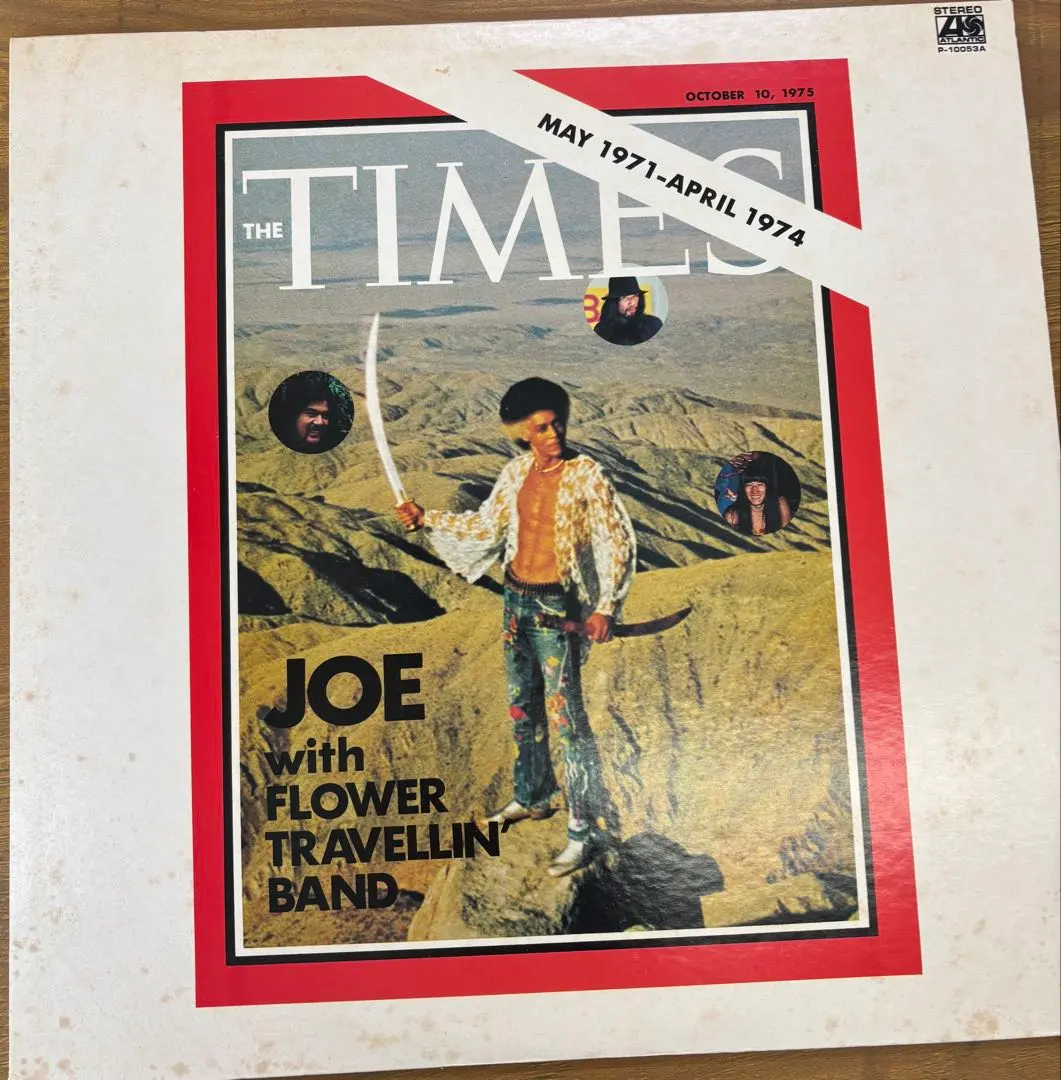 STEREO
ATLANTIC
P-10053A
OCTOBER 10, 1975
MAY 1971-APRIL 1974
THE TIMES
B
JOE
with
FLOWER
TRAVELLIN'
BAND